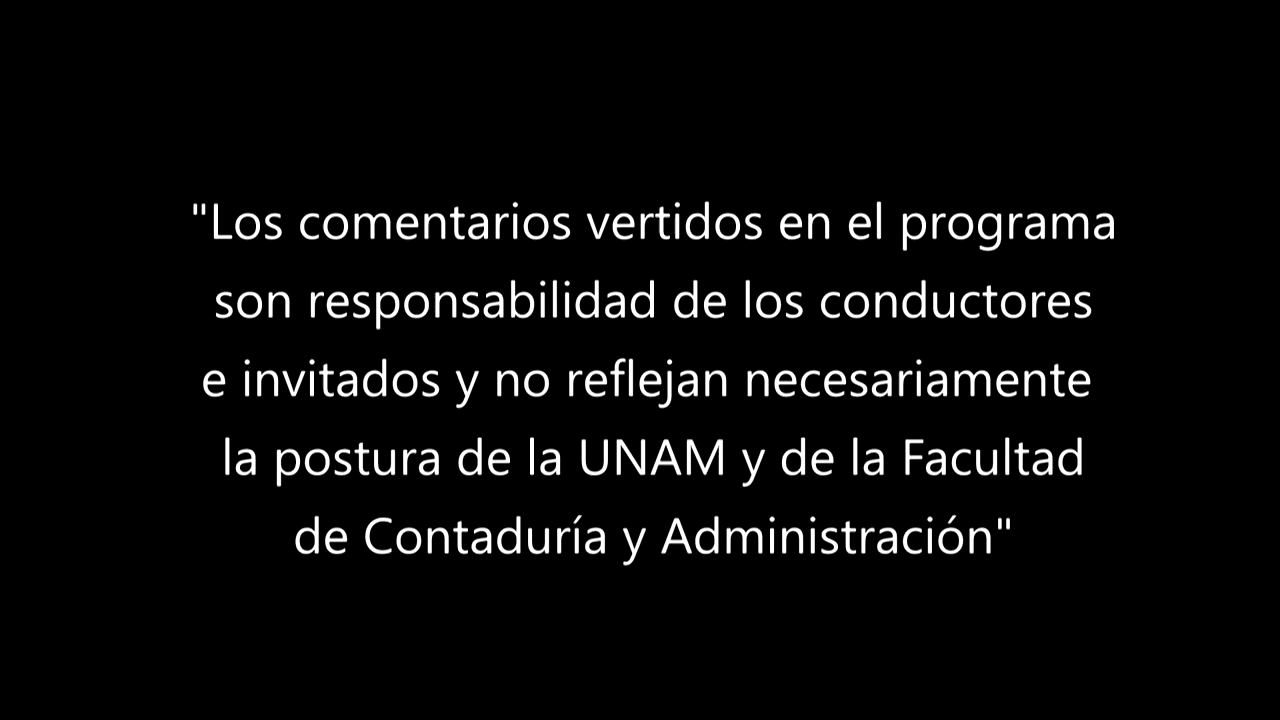 "Los comentarios vertidos en el programa
son responsabilidad de los conductores
e invitados y no reflejan necesariamente
la postura de la UNAM y de la Facultad
de Contaduría y Administración"